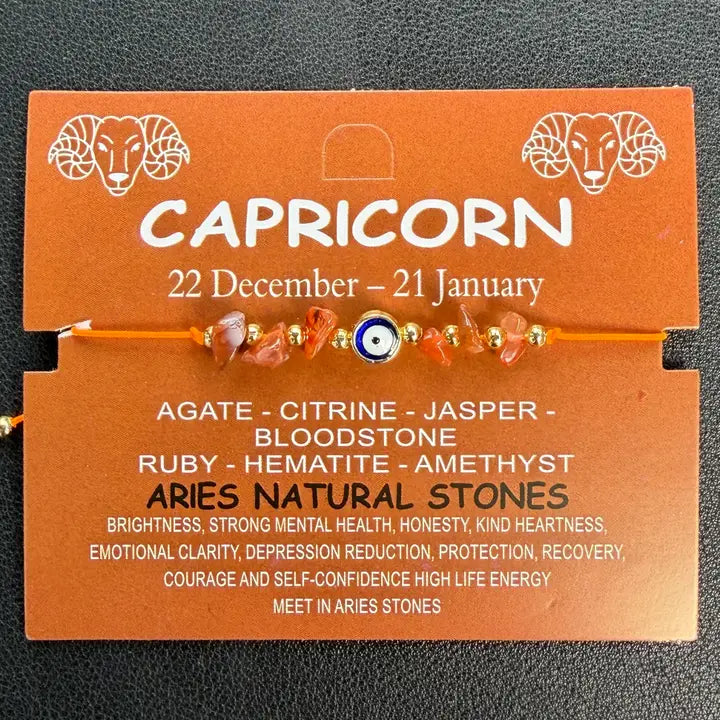 CAPRICORN
22 December – 21 January
AGATE - CITRINE - JASPER -
BLOODSTONE
RUBY - HEMATITE - AMETHYST
ARIES NATURAL STONES
BRIGHTNESS, STRONG MENTAL HEALTH, HONESTY, KIND HEARTNESS,
EMOTIONAL CLARITY, DEPRESSION REDUCTION, PROTECTION, RECOVERY,
COURAGE AND SELF-CONFIDENCE HIGH LIFE ENERGY
MEET IN ARIES STONES